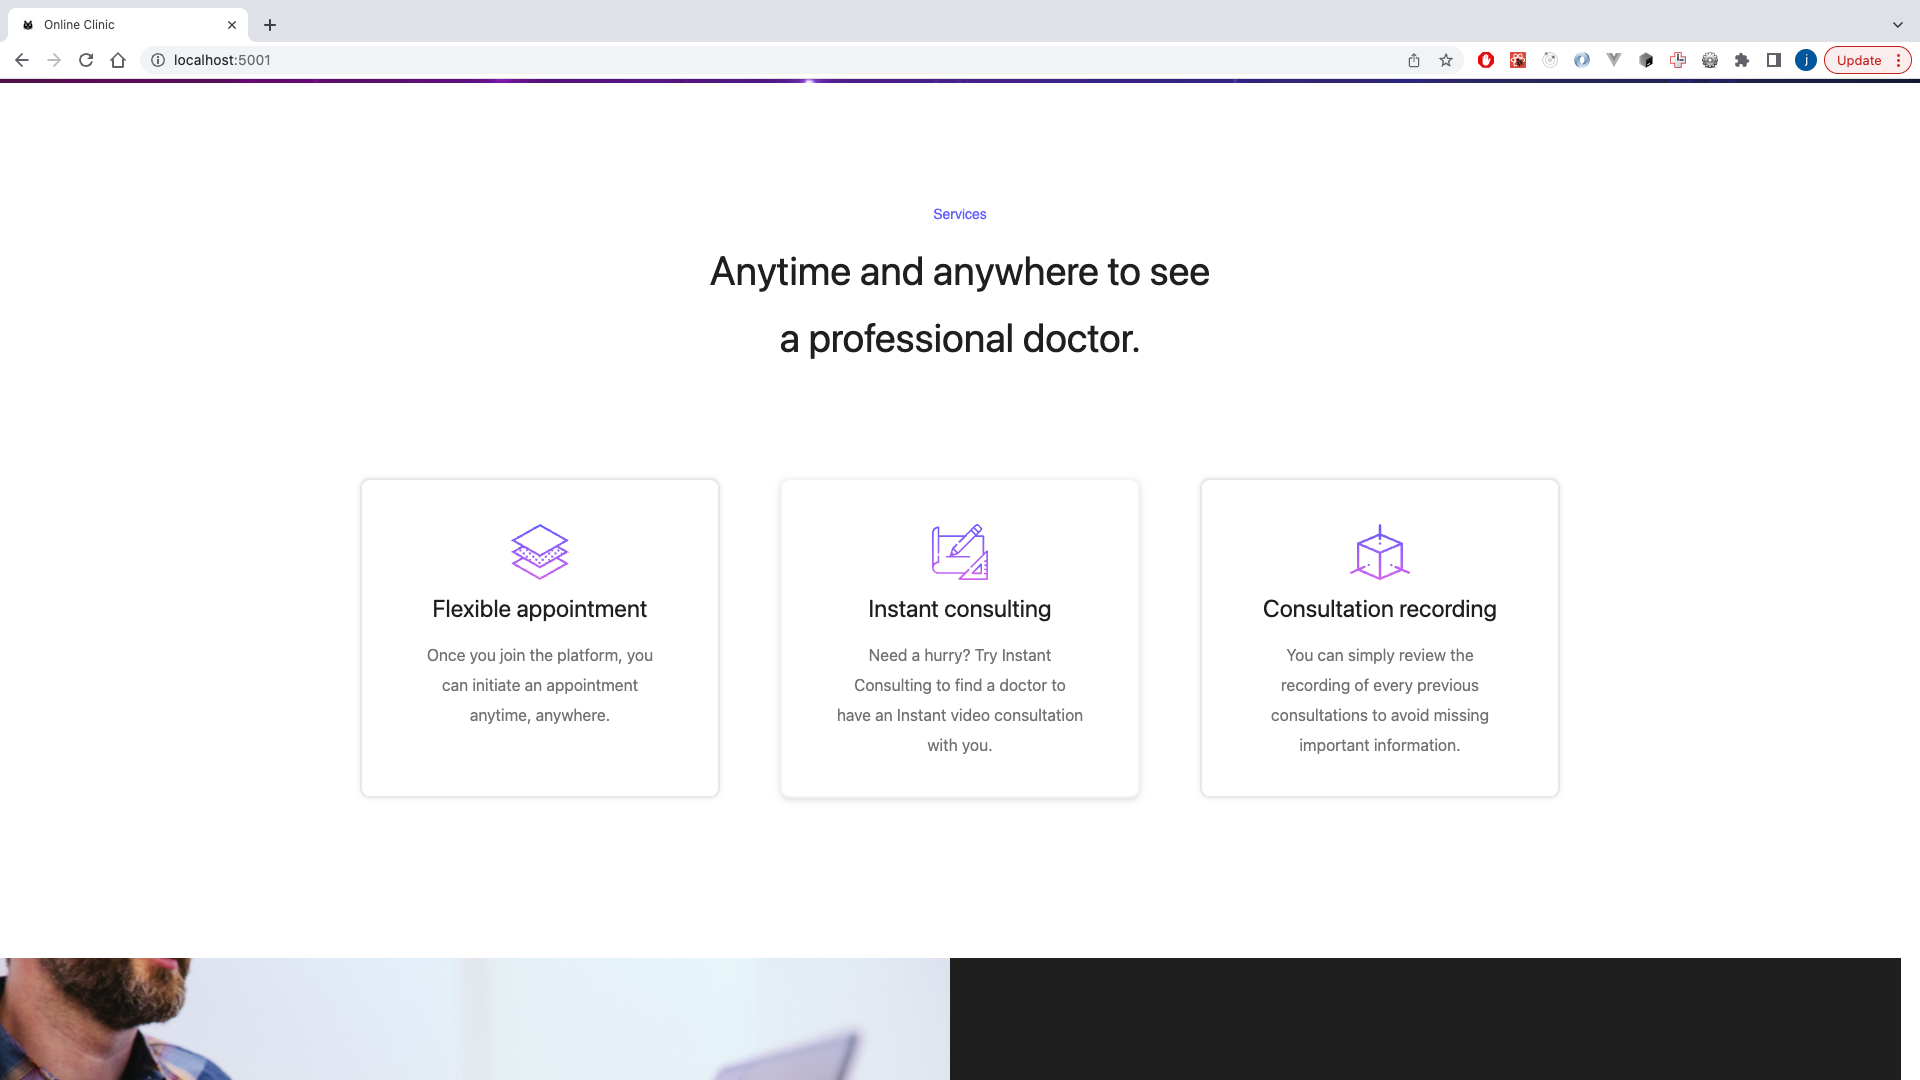 Online Clinic
localhost:5001
j
Update
Services
Anytime and anywhere to see
a professional doctor.
Flexible appointment
Once you join the platform, you
can initiate an appointment
anytime, anywhere.
Instant consulting
Need a hurry? Try Instant
Consulting to find a doctor to
have an Instant video consultation
with you.
Consultation recording
You can simply review the
recording of every previous
consultations to avoid missing
important information.